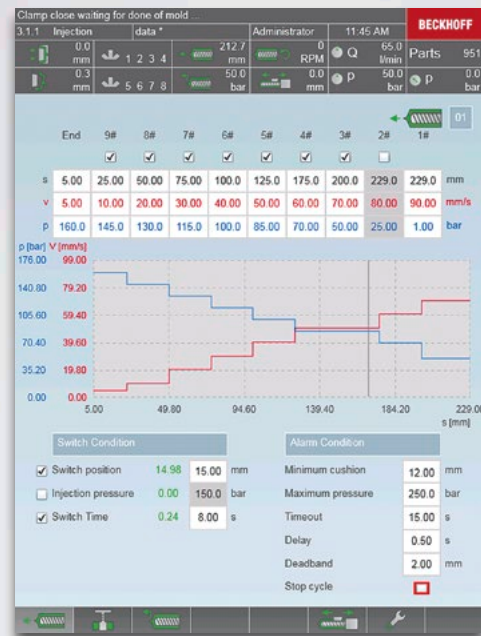 Clamp close waiting for done of mold ...
3.1.1 Injection data * Administrator 11:45 AM BECKHOFF
0.0 mm 1 2 3 4 212.7 mm 0 RPM Q 65.0 l/min Parts 951
0.3 mm 5 6 7 8 50.0 bar 0.0 mm P 50.0 bar P 0.0 bar
01
End 9# 8# 7# 6# 5# 4# 3# 2# 1#
s 5.00 25.00 50.00 75.00 100.0 125.0 175.0 200.0 229.0 229.0 mm
v 5.00 10.00 20.00 30.00 40.00 50.00 60.00 70.00 80.00 90.00 mm/s
p 160.0 145.0 130.0 115.0 100.0 85.00 70.00 50.00 25.00 1.00 bar
p [bar] V [mm/s]
176.00 99.00
140.80 79.20
105.60 59.40
70.40 39.60
35.20 19.80
0.00 0.00
5.00 49.80 94.60 139.40 184.20 229.00
s [mm]
Switch Condition Alarm Condition
Switch position 14.98 15.00 mm Minimum cushion 12.00 mm
Injection pressure 0.00 150.0 bar Maximum pressure 250.0 bar
Switch Time 0.24 8.00 s Timeout 15.00 s
Delay 0.50 s
Deadband 2.00 mm
Stop cycle